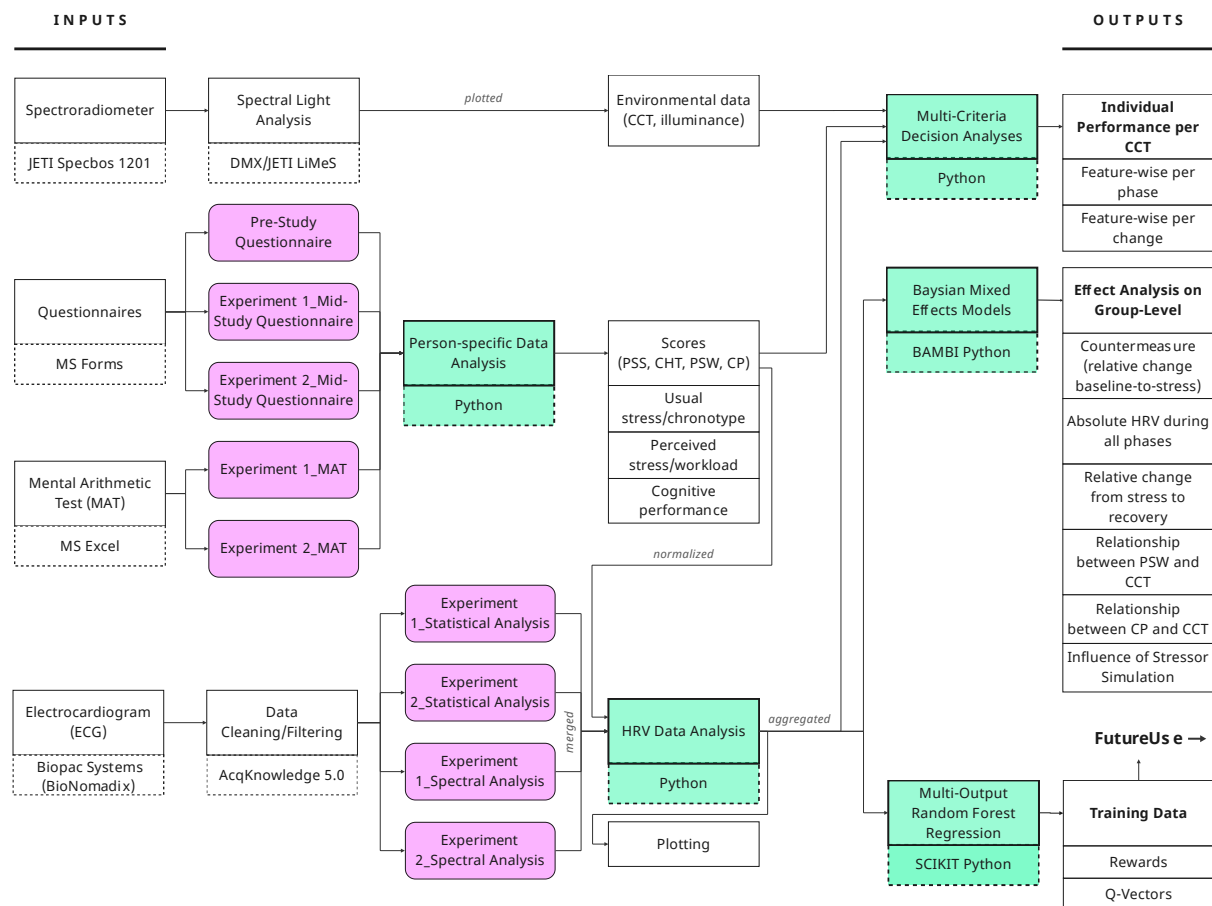 INPUTS
OUTPUTS
Spectroradiometer
JETI Specbos 1201
Spectral Light
Analysis
DMX/JETI LiMeS
plotted
Environmental data
(CCT, illuminance)
Multi-Criteria
Decision Analyses
Python
Individual
Performance per
CCT
Feature-wise per
phase
Feature-wise per
change
Questionnaires
MS Forms
Pre-Study
Questionnaire
Experiment 1_Mid-
Study Questionnaire
Experiment 2_Mid-
Study Questionnaire
Mental Arithmetic
Test (MAT)
MS Excel
Experiment 1_MAT
Experiment 2_MAT
Person-specific Data
Analysis
Python
Scores
(PSS, CHT, PSW, CP)
Usual
stress/chronotype
Perceived
stress/workload
Cognitive
performance
normalized
Baysian Mixed
Effects Models
BAMBI Python
Effect Analysis on
Group-Level
Countermeasure
(relative change
baseline-to-stress)
Absolute HRV during
all phases
Relative change
from stress to
recovery
Relationship
between PSW and
CCT
Relationship
between CP and CCT
Influence of Stressor
Simulation
Electrocardiogram
(ECG)
Biopac Systems
(BioNomadix)
Data
Cleaning/Filtering
AcqKnowledge 5.0
Experiment
1_Statistical Analysis
Experiment
2_Statistical Analysis
Experiment
1_Spectral Analysis
Experiment
2_Spectral Analysis
merged
HRV Data Analysis
Python
aggregated
Plotting
Multi-Output
Random Forest
Regression
SCIKIT Python
FutureUs e →
Training Data
Rewards
Q-Vectors